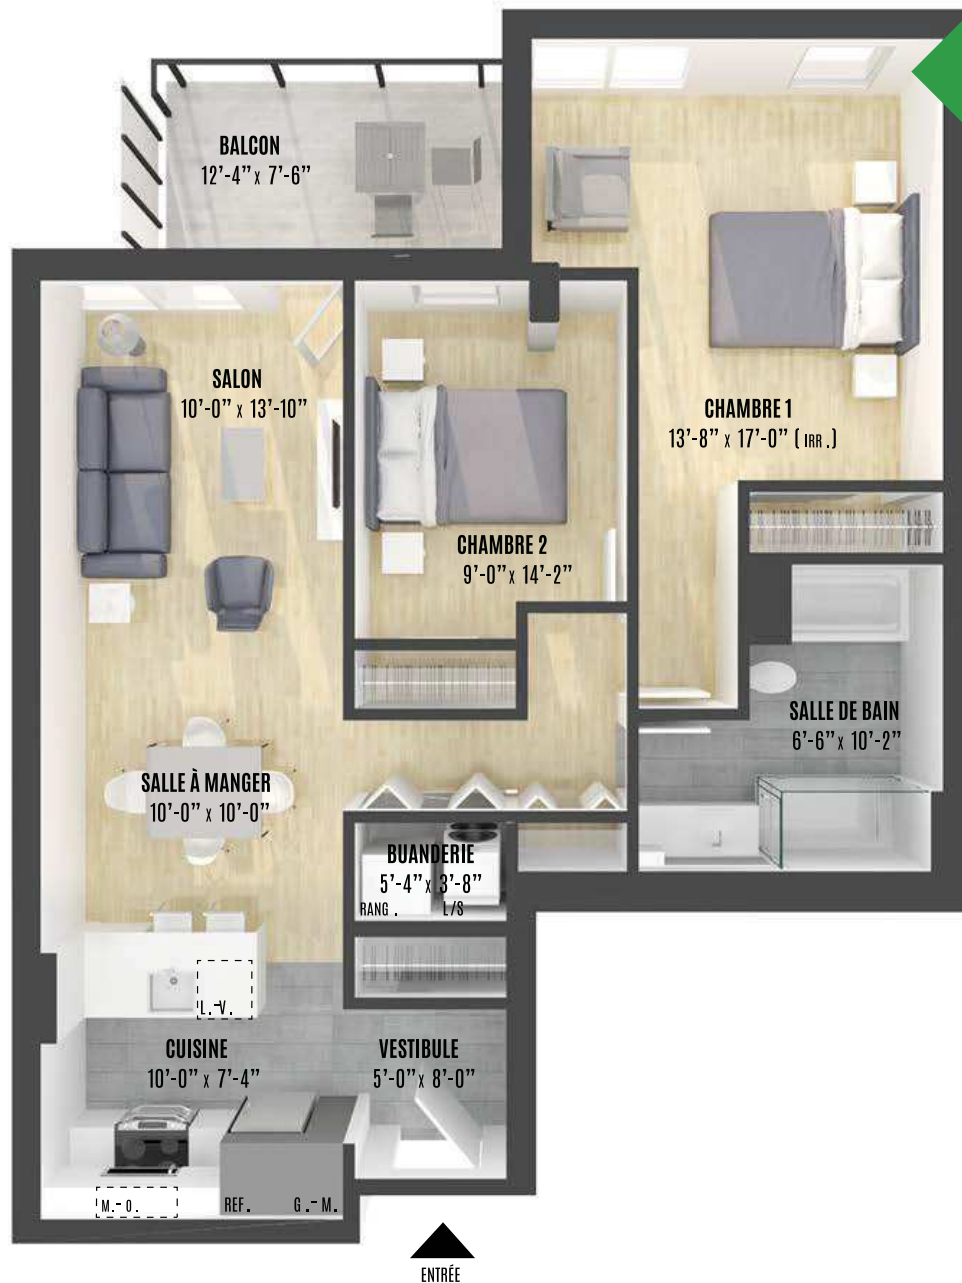 BALCON
12'-4" x 7'-6"
SALON
10'-0" x 13'-10"
CHAMBRE 1
13'-8" x 17'-0" ( IRR .)
CHAMBRE 2
9'-0" x 14'-2"
SALLE DE BAIN
6'-6" x 10'-2"
SALLE À MANGER
10'-0" x 10'-0"
BUANDERIE
5'-4" x 3'-8"
RANG . L/S
L.-V.
CUISINE
10'-0" x 7'-4"
VESTIBULE
5'-0" x 8'-0"
M.-O. REF. G.-M.
ENTRÉE